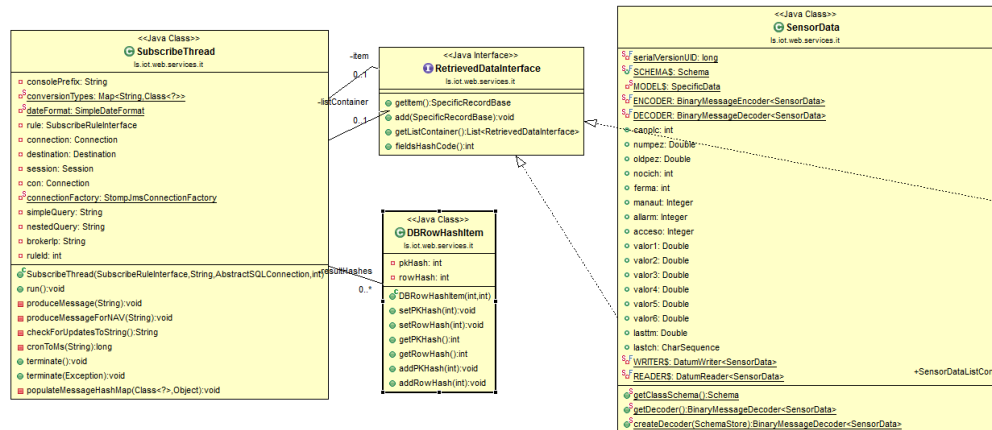 <<Java Class>>
SubscribeThread
ls.iot.web.services.it
consolePrefix: String
conversionTypes: Map<String,Class<?>>
dateFormat: SimpleDateFormat
rule: SubscribeRuleInterface
connection: Connection
destination: Destination
session: Session
con: Connection
connectionFactory: StompJmsConnectionFactory
simpleQuery: String
nestedQuery: String
brokerIp: String
ruleId: int
SubscribeThread(SubscribeRuleInterface,String,AbstractSQLConnection,int)
run():void
produceMessage(String):void
produceMessageForNAV(String):void
checkForUpdatesToString():String
cronToMs(String):long
terminate():void
terminate(Exception):void
populateMessageHashMap(Class<?>,Object):void
-item
0..1
-listContainer
0..1
-resultHashes
0..*
<<Java Interface>>
RetrievedDataInterface
ls.iot.web.services.it
getItem():SpecificRecordBase
add(SpecificRecordBase):void
getListContainer():List<RetrievedDataInterface>
fieldsHashCode():int
<<Java Class>>
DBRowHashItem
ls.iot.web.services.it
pkHash: int
rowHash: int
DBRowHashItem(int,int)
setPKHash(int):void
setRowHash(int):void
getPKHash():int
getRowHash():int
addPKHash(int):void
addRowHash(int):void
<<Java Class>>
SensorData
ls.iot.web.services.it
serialVersionUID: long
SCHEMA$: Schema
MODEL$: SpecificData
ENCODER: BinaryMessageEncoder<SensorData>
DECODER: BinaryMessageDecoder<SensorData>
canplc: int
numpez: Double
oldpez: Double
nocich: int
ferma: int
manaut: Integer
allarm: Integer
acceso: Integer
valor1: Double
valor2: Double
valor3: Double
valor4: Double
valor5: Double
valor6: Double
lasttm: Double
lastch: CharSequence
WRITER$: DatumWriter<SensorData>
READER$: DatumReader<SensorData>
getClassSchema():Schema
getDecoder():BinaryMessageDecoder<SensorData>
createDecoder(SchemaStore):BinaryMessageDecoder<SensorData>
+SensorDataListCon